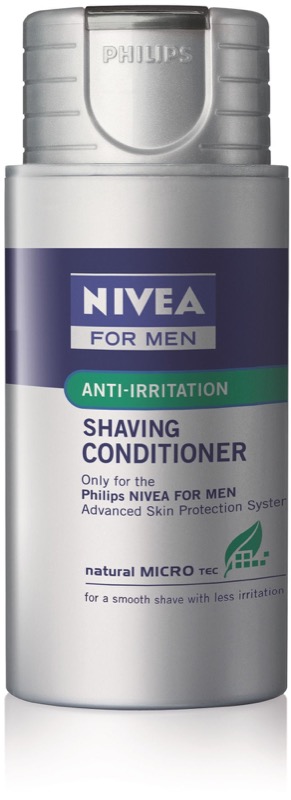 PHILIPS
NIVEA
FOR MEN
ANTI-IRRITATION
SHAVING
CONDITIONER
Only for the
Philips NIVEA FOR MEN
Advanced Skin Protection System
natural MICRO TEC
for a smooth shave with less irritation